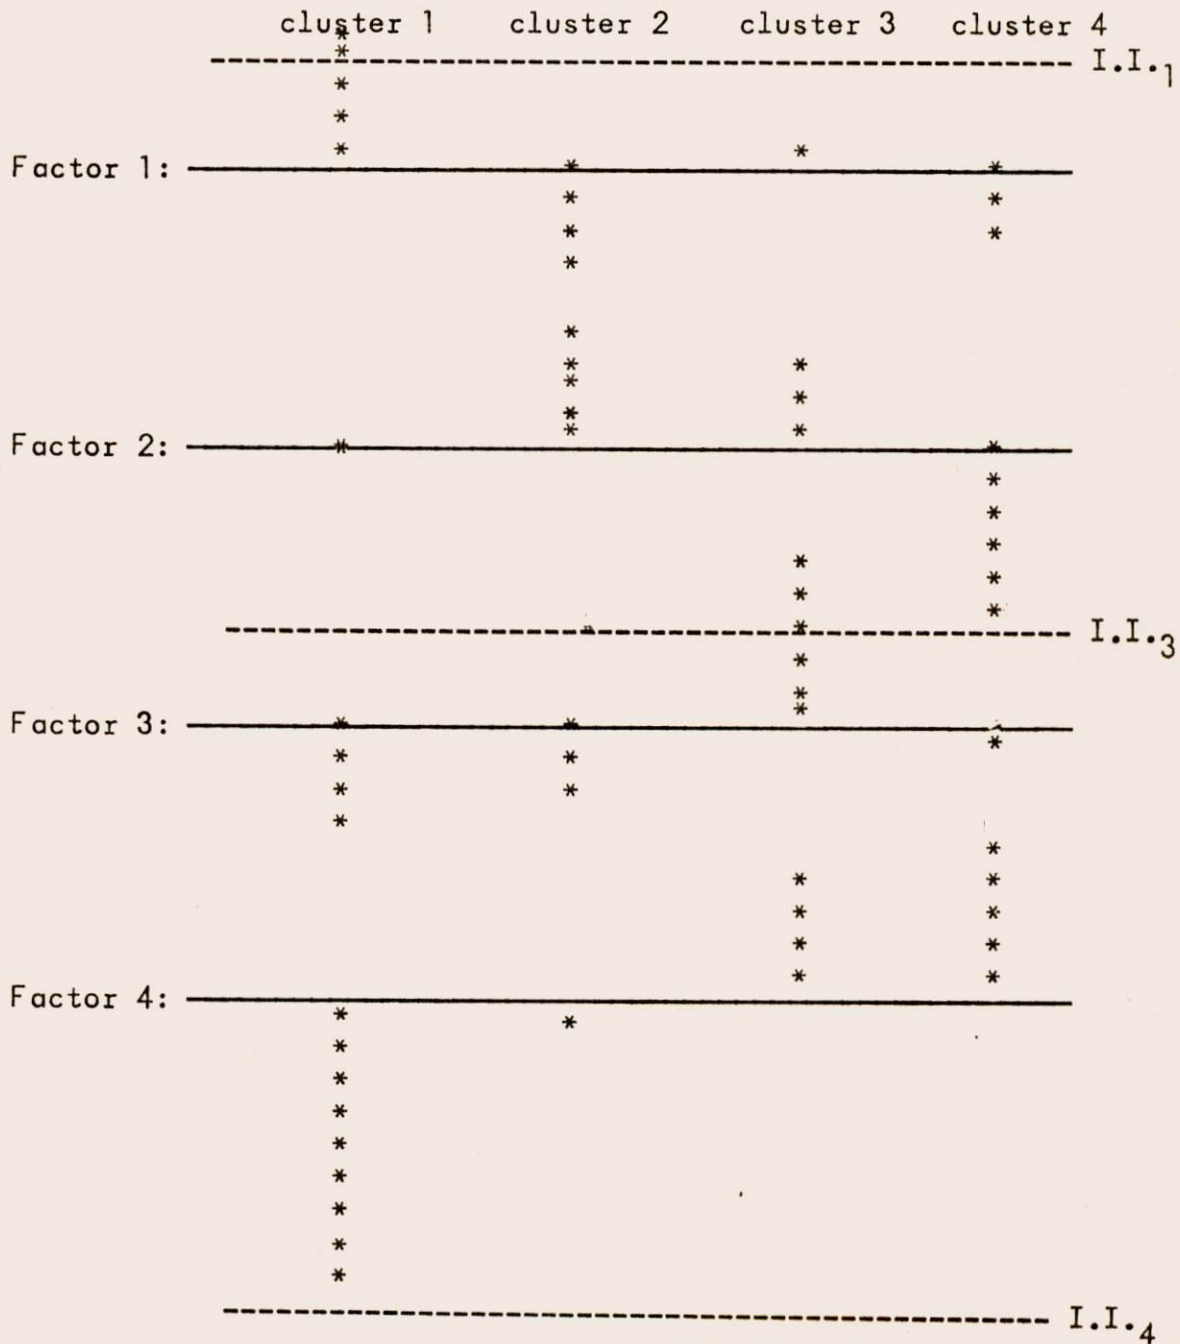 cluster 1 cluster 2 cluster 3 cluster 4
I.I.1
Factor 1:
Factor 2:
I.I.3
Factor 3:
Factor 4:
I.I.4